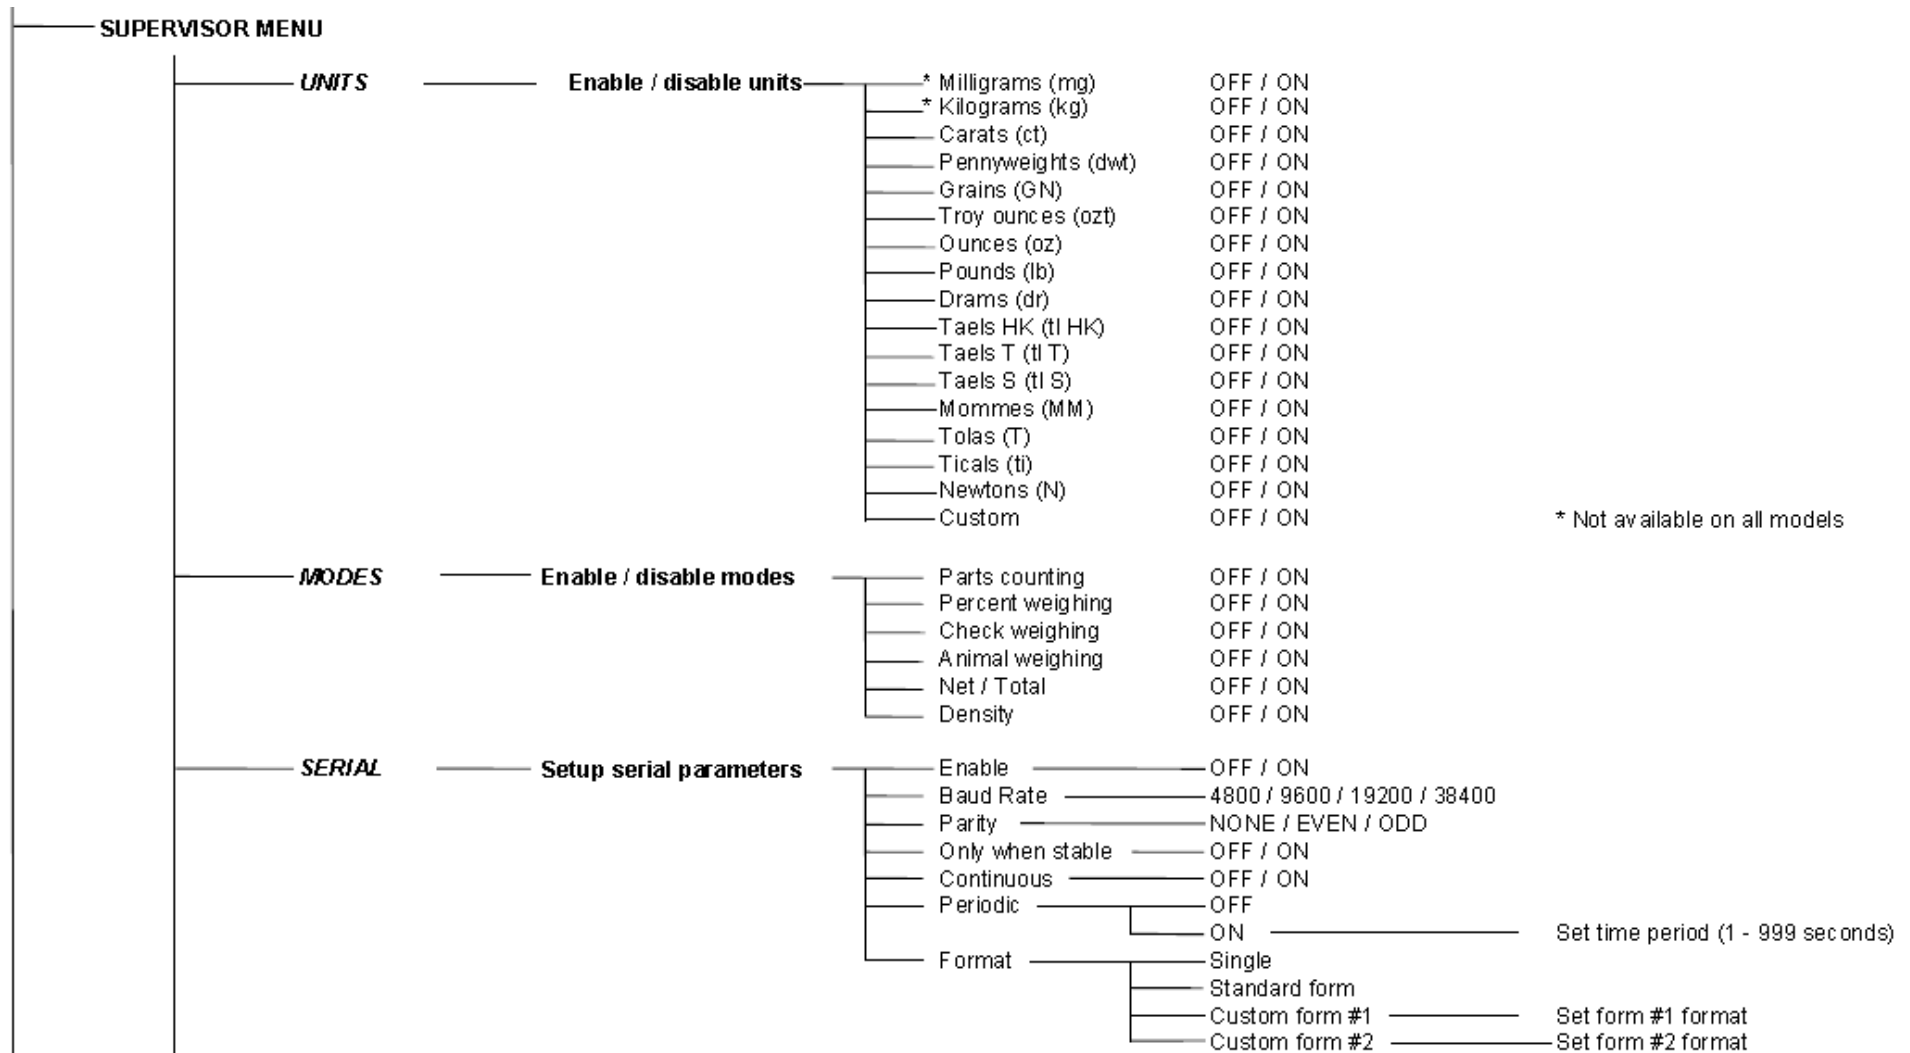 SUPERVISOR MENU
UNITS Enable / disable units * Milligrams (mg) OFF / ON
* Kilograms (kg) OFF / ON
Carats (ct) OFF / ON
Pennyweights (dwt) OFF / ON
Grains (GN) OFF / ON
Troy ounces (ozt) OFF / ON
Ounces (oz) OFF / ON
Pounds (lb) OFF / ON
Drams (dr) OFF / ON
Taels HK (tl HK) OFF / ON
Taels T (tl T) OFF / ON
Taels S (tl S) OFF / ON
Mommes (MM) OFF / ON
Tolas (T) OFF / ON
Ticals (ti) OFF / ON
Newtons (N) OFF / ON
Custom OFF / ON * Not available on all models
MODES Enable / disable modes Parts counting OFF / ON
Percent weighing OFF / ON
Check weighing OFF / ON
Animal weighing OFF / ON
Net / Total OFF / ON
Density OFF / ON
SERIAL Setup serial parameters Enable OFF / ON
Baud Rate 4800 / 9600 / 19200 / 38400
Parity NONE / EVEN / ODD
Only when stable OFF / ON
Continuous OFF / ON
Periodic OFF
ON Set time period (1 - 999 seconds)
Format Single
Standard form
Custom form #1 Set form #1 format
Custom form #2 Set form #2 format